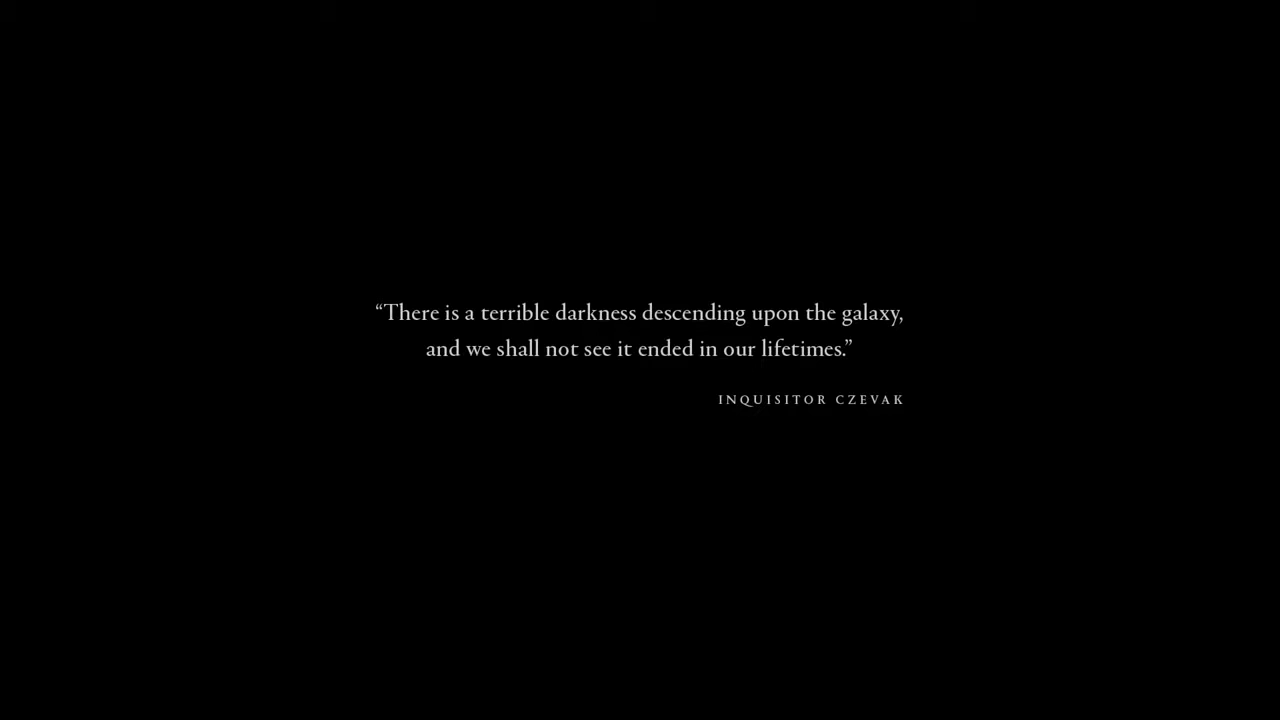 “There is a terrible darkness descending upon the galaxy,
and we shall not see it ended in our lifetimes.”
INQUISITOR CZEVAK